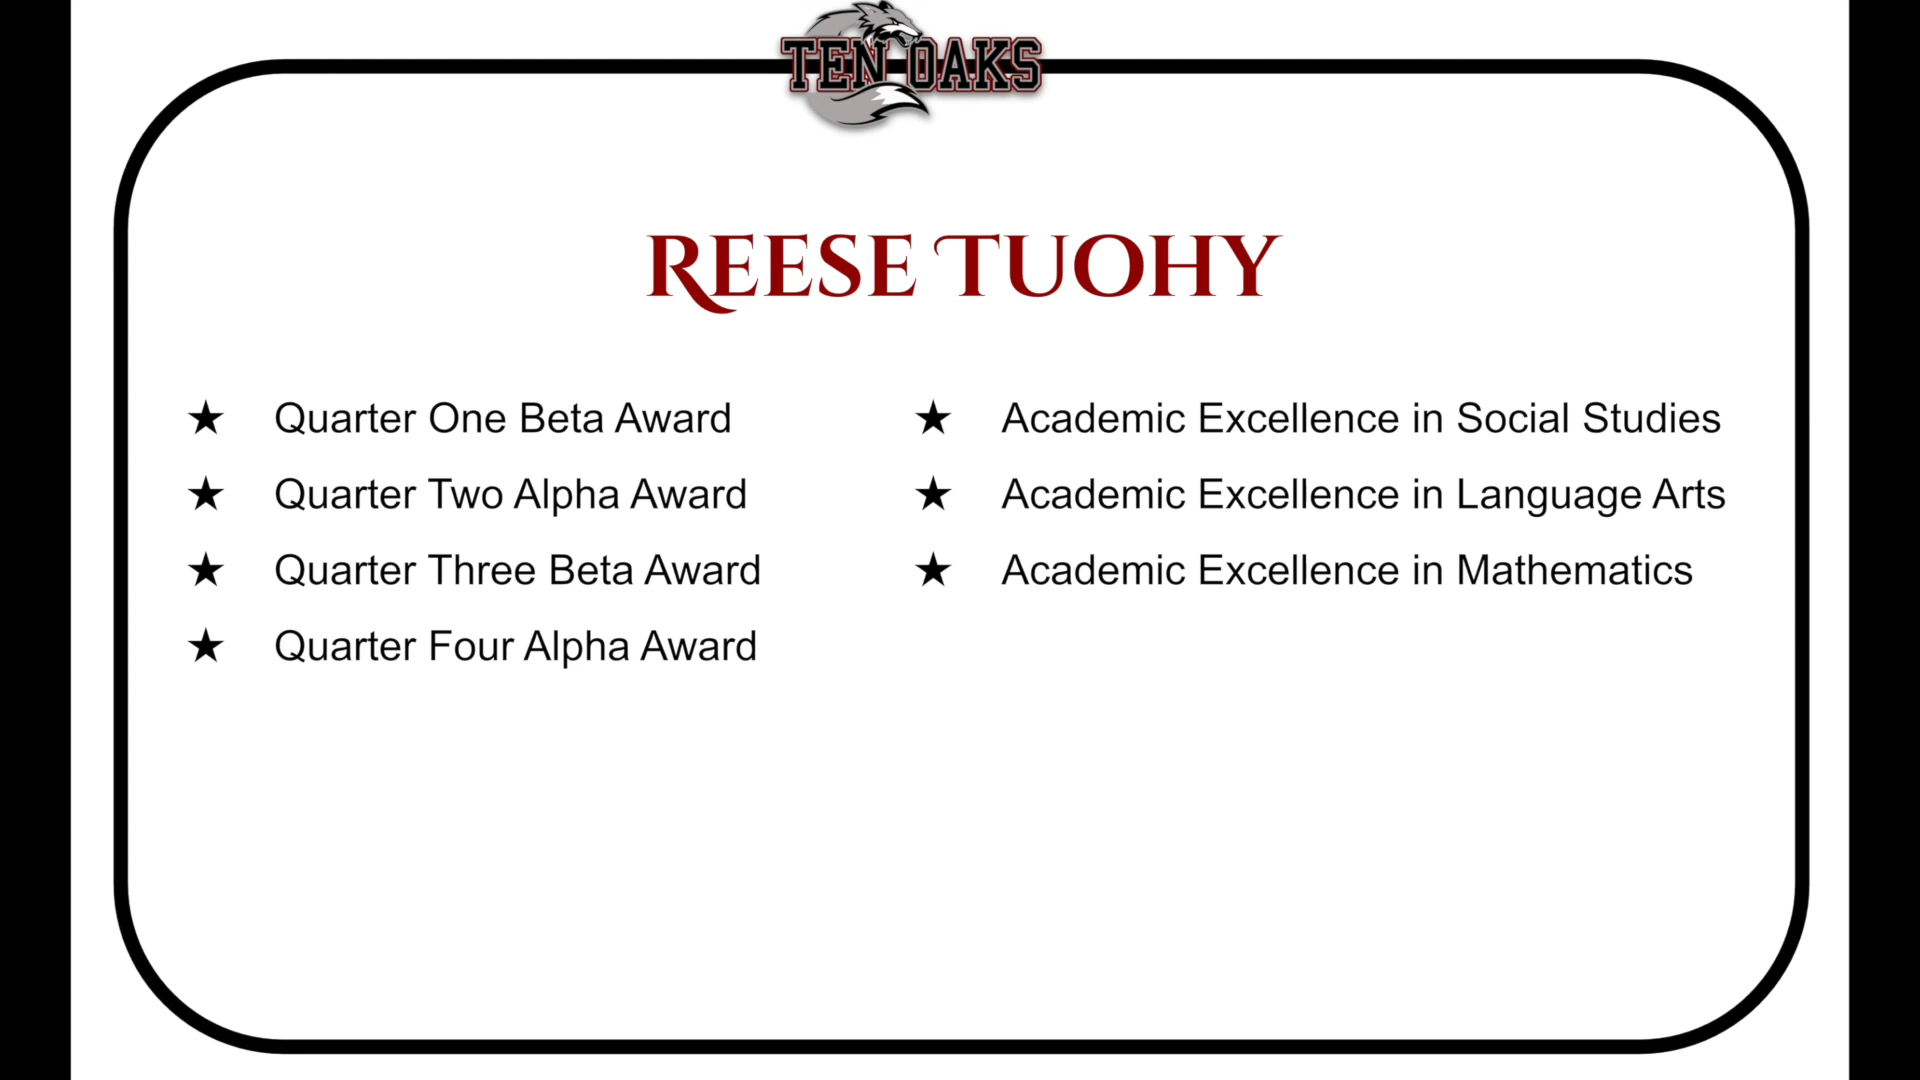 TEN OAKS
REESE TUOHY
★ Quarter One Beta Award
★ Quarter Two Alpha Award
★ Quarter Three Beta Award
★ Quarter Four Alpha Award
★ Academic Excellence in Social Studies
★ Academic Excellence in Language Arts
★ Academic Excellence in Mathematics